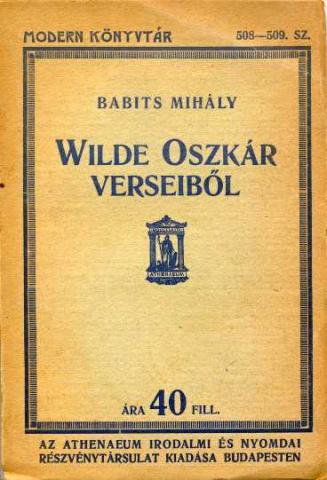 MODERN KÖNYVTÁR 508—509. SZ.
BABITS MIHÁLY
WILDE OSZKÁR
VERSEIBŐL
ATHENAEUM
ÁRA 40 FILL.
AZ ATHENAEUM IRODALMI ÉS NYOMDAI
RÉSZVÉNYTÁRSULAT KIADÁSA BUDAPESTEN